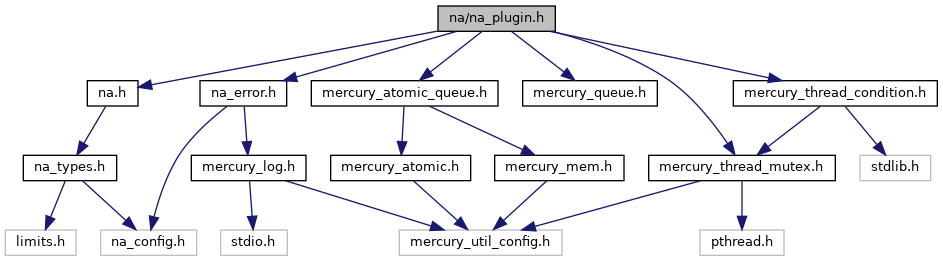 na/na_plugin.h
na.h
na_error.h
mercury_atomic_queue.h
mercury_queue.h
mercury_thread_condition.h
na_types.h
mercury_log.h
mercury_atomic.h
mercury_mem.h
mercury_thread_mutex.h
stdlib.h
limits.h
na_config.h
stdio.h
mercury_util_config.h
pthread.h